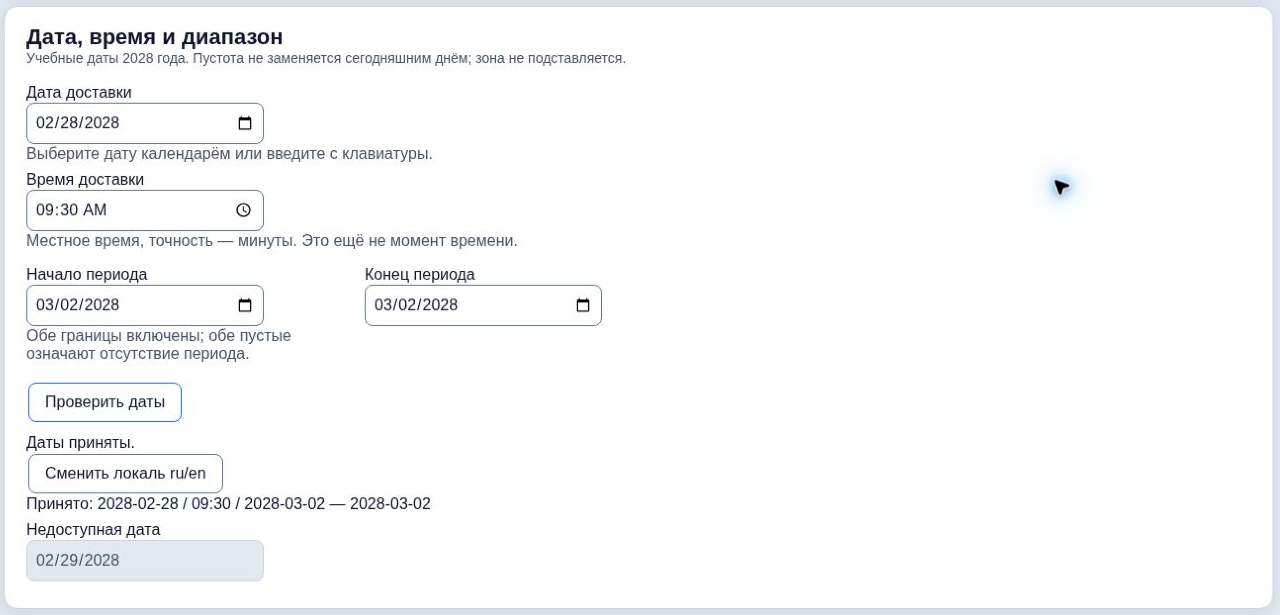 Дата, время и диапазон
Учебные даты 2028 года. Пустота не заменяется сегодняшним днём; зона не подставляется.
Дата доставки
02/28/2028
Выберите дату календарём или введите с клавиатуры.
Время доставки
09:30 AM
Местное время, точность — минуты. Это ещё не момент времени.
Начало периода
03/02/2028
Обе границы включены; обе пустые
означают отсутствие периода.
Конец периода
03/02/2028
Проверить даты
Даты приняты.
Сменить локаль ru/en
Принято: 2028-02-28 / 09:30 / 2028-03-02 — 2028-03-02
Недоступная дата
02/29/2028